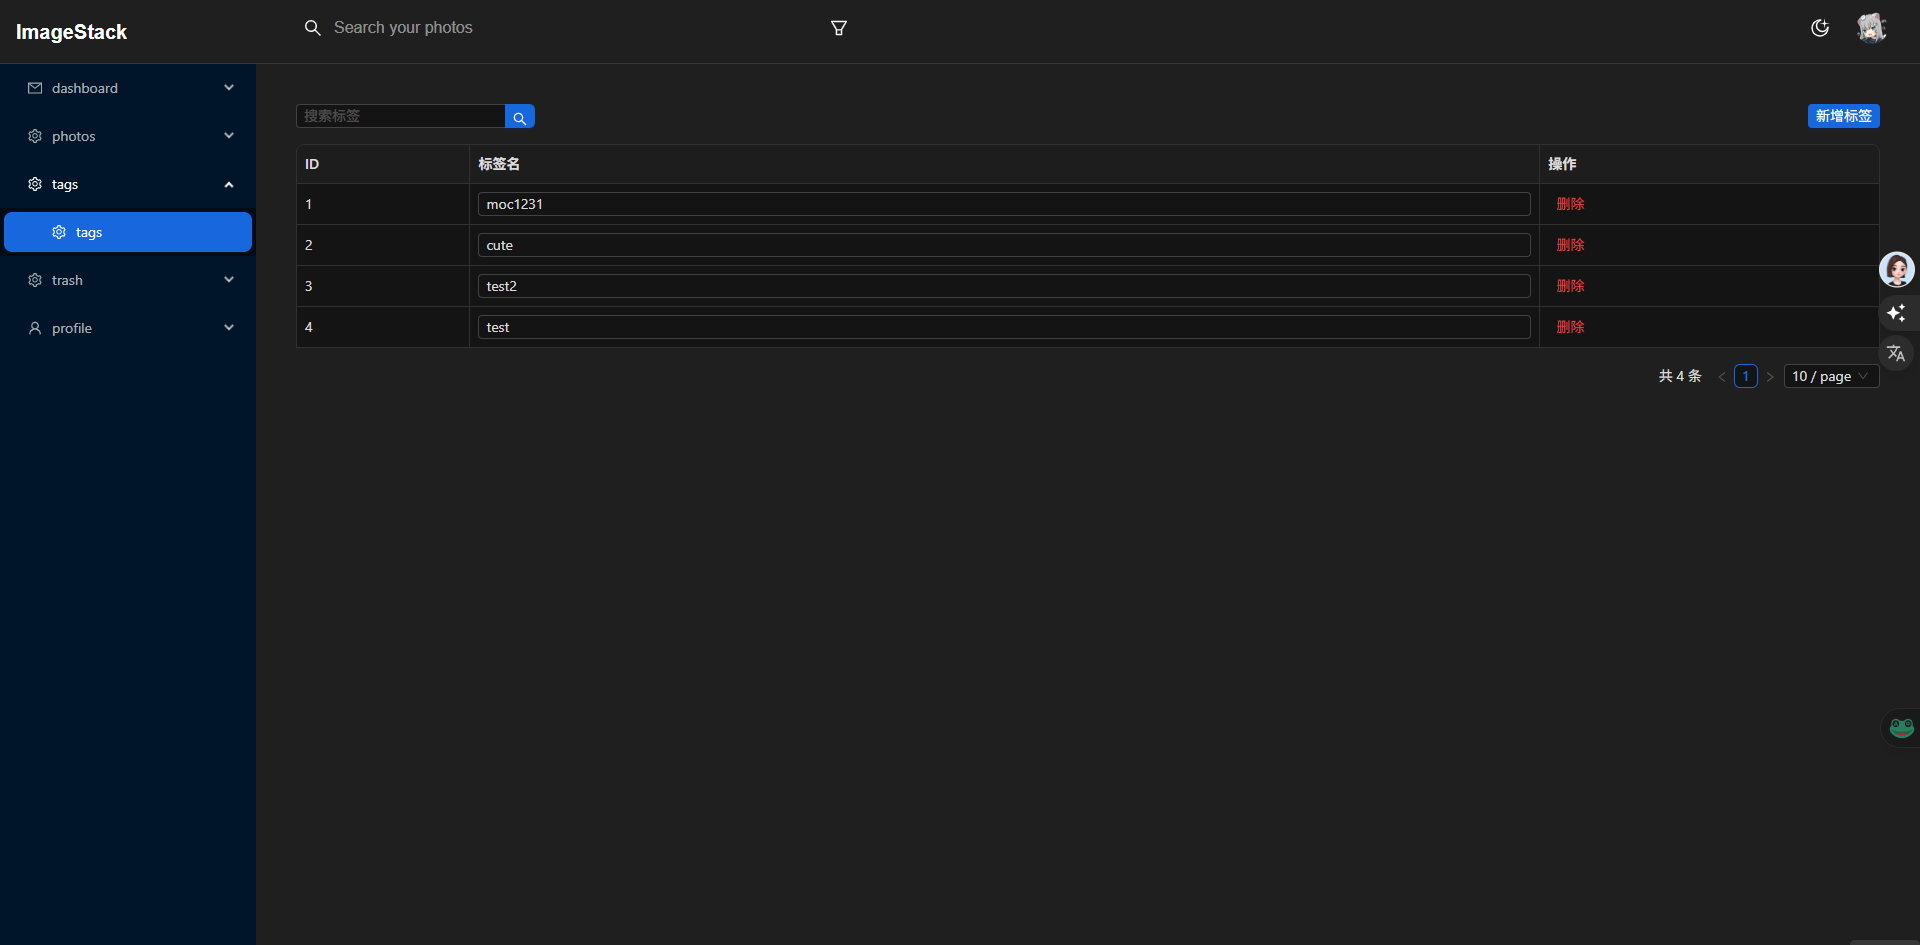 ImageStack
Search your photos
dashboard
photos
tags
tags
trash
profile
搜索标签
新增标签
ID 标签名 操作
1 moc1231 删除
2 cute 删除
3 test2 删除
4 test 删除
共 4 条 < 1 > 10 / page